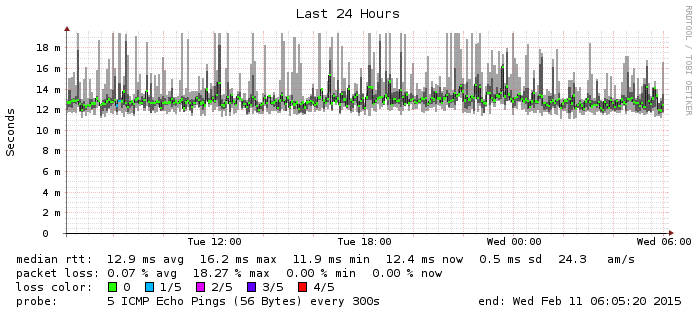 Last 24 Hours
RRDTOOL / TOBI OETIKER
Seconds
18 m
16 m
14 m
12 m
10 m
8 m
6 m
4 m
2 m
0
Tue 12:00 Tue 18:00 Wed 00:00 Wed 06:00
median rtt: 12.9 ms avg 16.2 ms max 11.9 ms min 12.4 ms now 0.5 ms sd 24.3 am/s
packet loss: 0.07 % avg 18.27 % max 0.00 % min 0.00 % now
loss color: 0 1/5 2/5 3/5 4/5
probe: 5 ICMP Echo Pings (56 Bytes) every 300s end: Wed Feb 11 06:05:20 2015